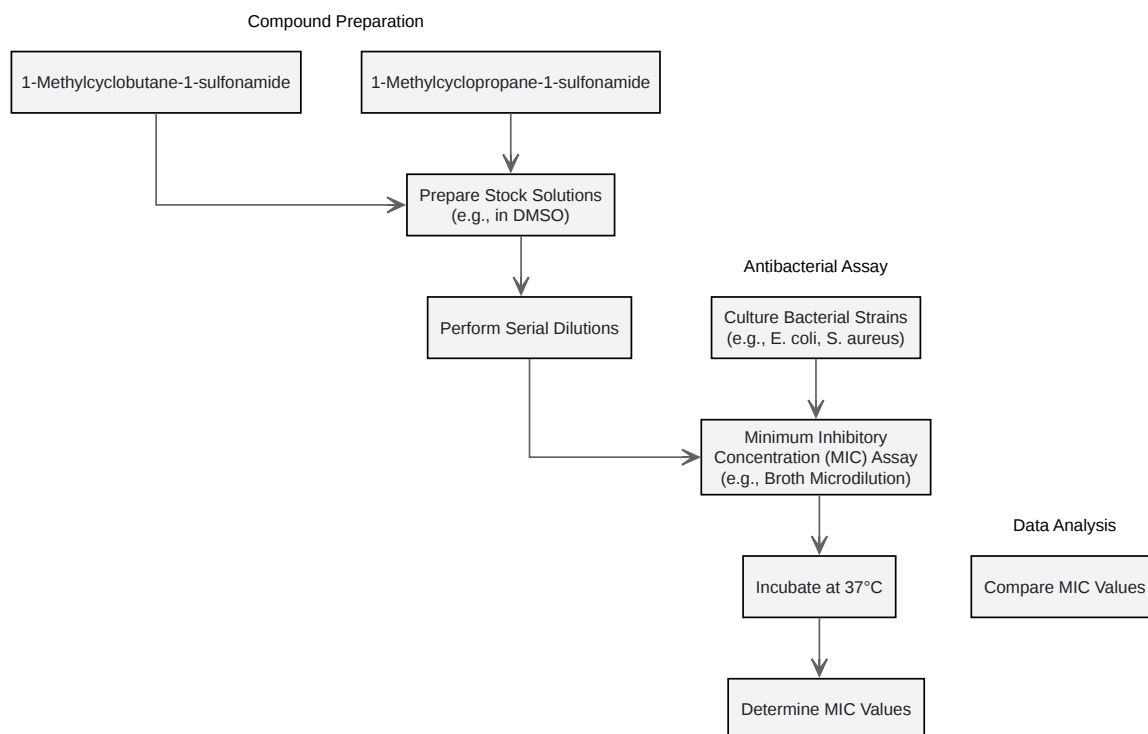 Compound Preparation
1-Methylcyclobutane-1-sulfonamide
1-Methylcyclopropane-1-sulfonamide
Prepare Stock Solutions
(e.g., in DMSO)
Antibacterial Assay
Perform Serial Dilutions
Culture Bacterial Strains
(e.g., E. coli, S. aureus)
Minimum Inhibitory
Concentration (MIC) Assay
(e.g., Broth Microdilution)
Data Analysis
Incubate at 37°C
Compare MIC Values
Determine MIC Values